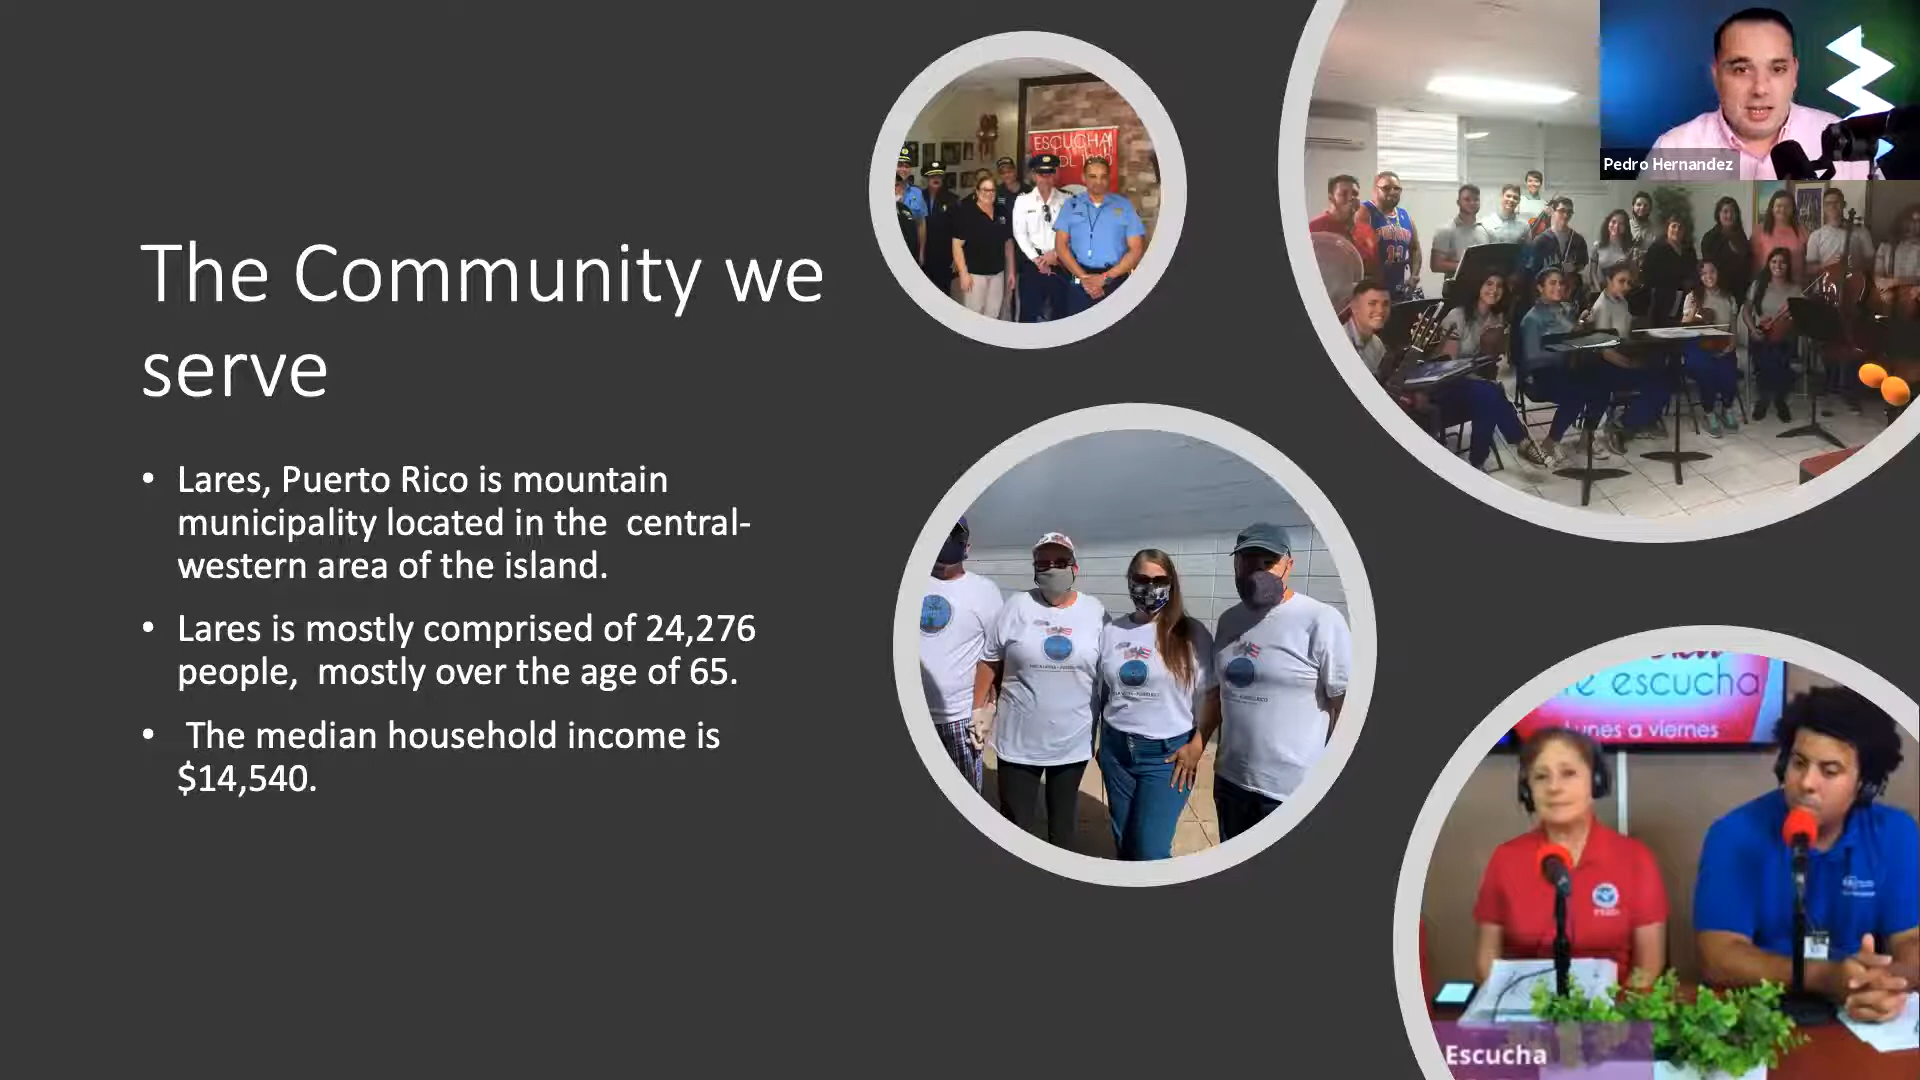 The Community we
serve
• Lares, Puerto Rico is mountain
municipality located in the  central-
western area of the island.
• Lares is mostly comprised of 24,276
people,  mostly over the age of 65.
•  The median household income is
$14,540.
ESCUCHA
Pedro Hernandez
escucha
Lunes a viernes
Escucha